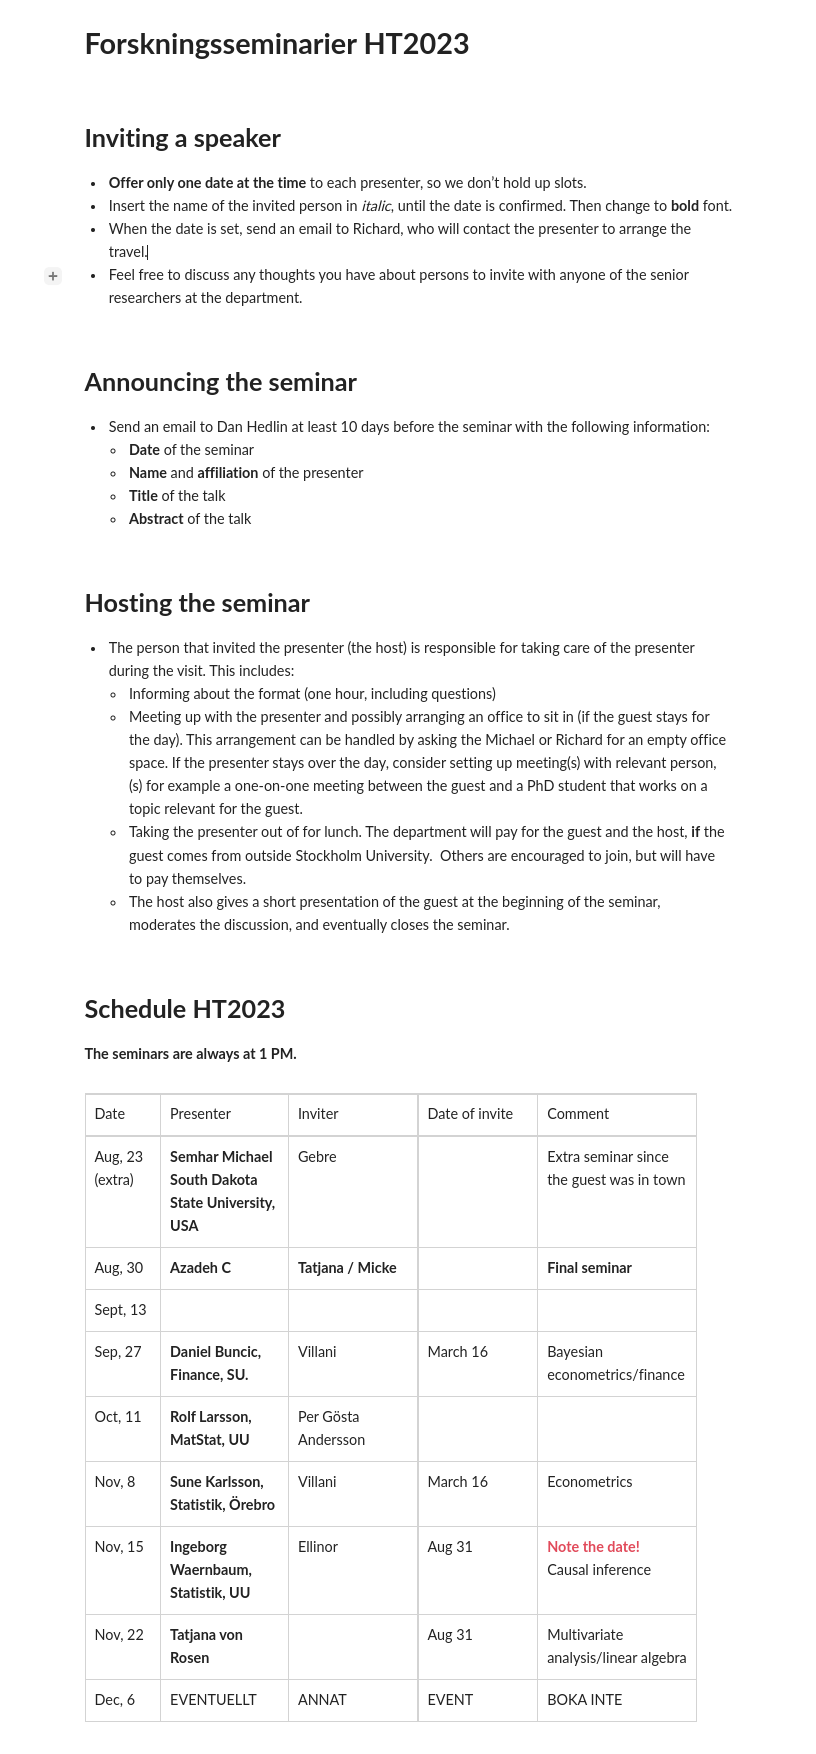 Forskningsseminarier HT2023
Inviting a speaker
• Offer only one date at the time to each presenter, so we don’t hold up slots.
• Insert the name of the invited person in italic, until the date is confirmed. Then change to bold font.
• When the date is set, send an email to Richard, who will contact the presenter to arrange the
travel.
• Feel free to discuss any thoughts you have about persons to invite with anyone of the senior
researchers at the department.
Announcing the seminar
• Send an email to Dan Hedlin at least 10 days before the seminar with the following information:
◦ Date of the seminar
◦ Name and affiliation of the presenter
◦ Title of the talk
◦ Abstract of the talk
Hosting the seminar
• The person that invited the presenter (the host) is responsible for taking care of the presenter
during the visit. This includes:
◦ Informing about the format (one hour, including questions)
◦ Meeting up with the presenter and possibly arranging an office to sit in (if the guest stays for
the day). This arrangement can be handled by asking the Michael or Richard for an empty office
space. If the presenter stays over the day, consider setting up meeting(s) with relevant person,
(s) for example a one-on-one meeting between the guest and a PhD student that works on a
topic relevant for the guest.
◦ Taking the presenter out of for lunch. The department will pay for the guest and the host, if the
guest comes from outside Stockholm University.  Others are encouraged to join, but will have
to pay themselves.
◦ The host also gives a short presentation of the guest at the beginning of the seminar,
moderates the discussion, and eventually closes the seminar.
Schedule HT2023
The seminars are always at 1 PM.
Date Presenter Inviter Date of invite Comment
Aug, 23 Semhar Michael Gebre Extra seminar since
(extra) South Dakota the guest was in town
State University,
USA
Aug, 30 Azadeh C Tatjana / Micke Final seminar
Sept, 13
Sep, 27 Daniel Buncic, Villani March 16 Bayesian
Finance, SU. econometrics/finance
Oct, 11 Rolf Larsson, Per Gösta
MatStat, UU Andersson
Nov, 8 Sune Karlsson, Villani March 16 Econometrics
Statistik, Örebro
Nov, 15 Ingeborg Ellinor Aug 31 Note the date!
Waernbaum, Causal inference
Statistik, UU
Nov, 22 Tatjana von Aug 31 Multivariate
Rosen analysis/linear algebra
Dec, 6 EVENTUELLT ANNAT EVENT BOKA INTE